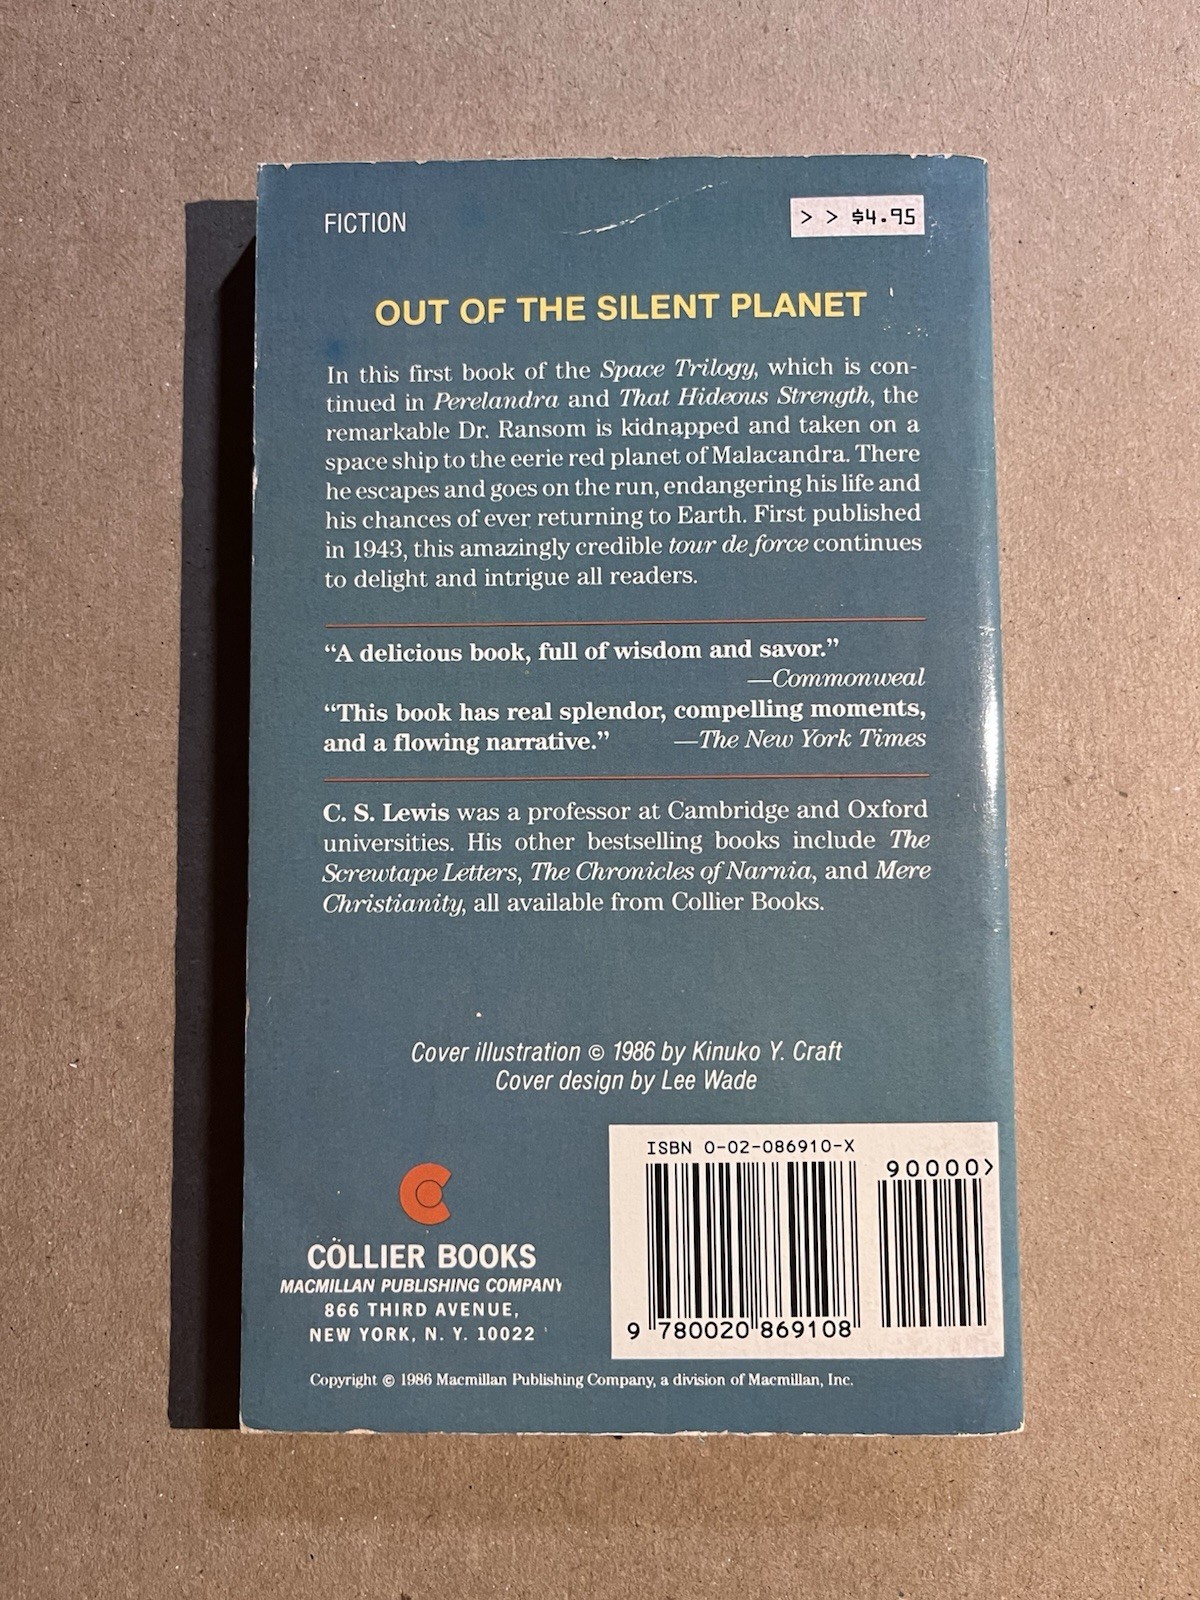 FICTION
> > $4.95
OUT OF THE SILENT PLANET
In this first book of the Space Trilogy, which is con-
tinued in Perelandra and That Hideous Strength, the
remarkable Dr. Ransom is kidnapped and taken on a
space ship to the eerie red planet of Malacandra. There
he escapes and goes on the run, endangering his life and
his chances of ever returning to Earth. First published
in 1943, this amazingly credible tour de force continues
to delight and intrigue all readers.
“A delicious book, full of wisdom and savor.”
—Commonweal
“This book has real splendor, compelling moments,
and a flowing narrative.” —The New York Times
C. S. Lewis was a professor at Cambridge and Oxford
universities. His other bestselling books include The
Screwtape Letters, The Chronicles of Narnia, and Mere
Christianity, all available from Collier Books.
Cover illustration © 1986 by Kinuko Y. Craft
Cover design by Lee Wade
ISBN 0-02-086910-X
90000>
9 780020 869108
COLLIER BOOKS
MACMILLAN PUBLISHING COMPANY
866 THIRD AVENUE,
NEW YORK, N. Y. 10022
Copyright © 1986 Macmillan Publishing Company, a division of Macmillan, Inc.